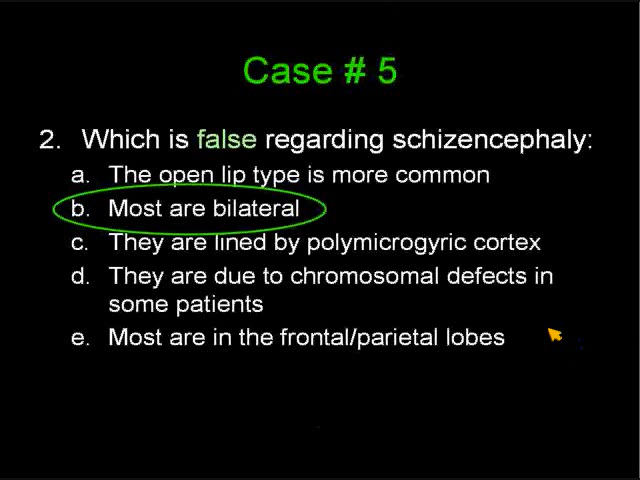 Case # 5
2. Which is false regarding schizencephaly:
a. The open lip type is more common
b. Most are bilateral
c. They are lined by polymicrogyric cortex
d. They are due to chromosomal defects in
some patients
e. Most are in the frontal/parietal lobes